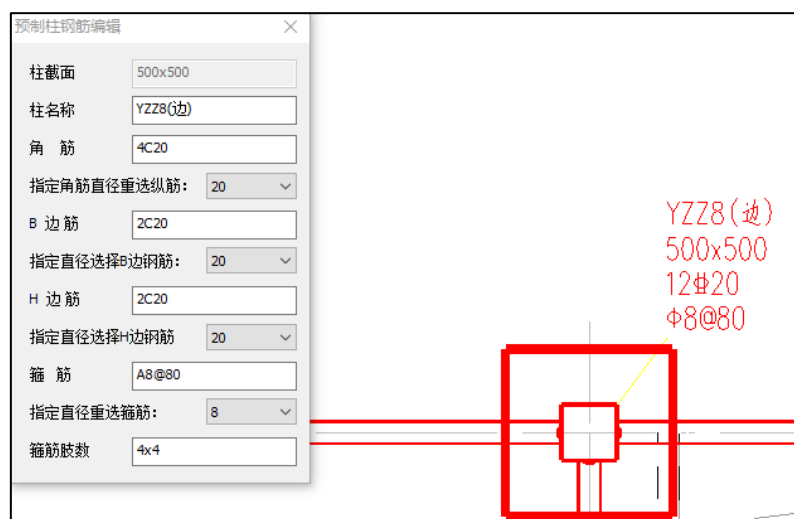 预制柱钢筋编辑
柱截面 500x500
柱名称 YZZ8(边)
角 筋 4C20
指定角筋直径重选纵筋: 20
B 边筋 2C20
指定直径选择B边钢筋: 20
H 边筋 2C20
指定直径选择H边钢筋 20
箍 筋 A8@80
指定直径重选箍筋: 8
箍筋肢数 4x4
YZZ8(边)
500x500
12⌽20
Φ8@80